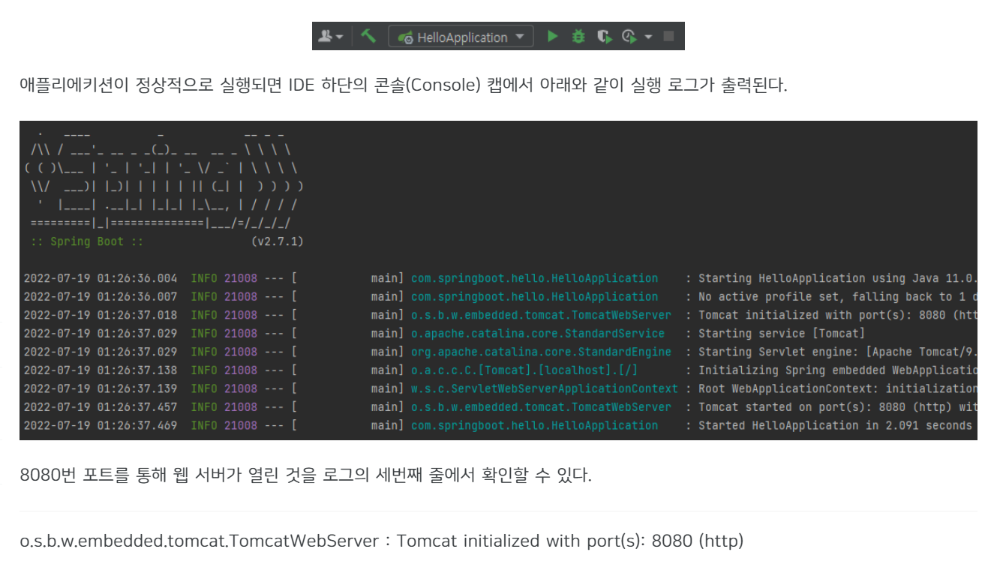 HelloApplication
애플리에키션이 정상적으로 실행되면 IDE 하단의 콘솔(Console) 캡에서 아래와 같이 실행 로그가 출력된다.
  .   ____          _            __ _ _
 /\\ / ___'_ __ _ _(_)_ __  __ _ \ \ \ \
( ( )\___ | '_ | '_| | '_ \/ _` | \ \ \ \
 \\/  ___)| |_)| | | | | || (_| |  ) ) ) )
  '  |____| .__|_| |_|_| |_\__, | / / / /
 =========|_|==============|___/=/_/_/_/
 :: Spring Boot ::                (v2.7.1)
2022-07-19 01:26:36.004  INFO 21008 --- [           main] com.springboot.hello.HelloApplication    : Starting HelloApplication using Java 11.0.
2022-07-19 01:26:36.007  INFO 21008 --- [           main] com.springboot.hello.HelloApplication    : No active profile set, falling back to 1 d
2022-07-19 01:26:37.018  INFO 21008 --- [           main] o.s.b.w.embedded.tomcat.TomcatWebServer  : Tomcat initialized with port(s): 8080 (htt
2022-07-19 01:26:37.029  INFO 21008 --- [           main] o.apache.catalina.core.StandardService   : Starting service [Tomcat]
2022-07-19 01:26:37.029  INFO 21008 --- [           main] org.apache.catalina.core.StandardEngine  : Starting Servlet engine: [Apache Tomcat/9.
2022-07-19 01:26:37.138  INFO 21008 --- [           main] o.a.c.c.C.[Tomcat].[localhost].[/]       : Initializing Spring embedded WebApplicatio
2022-07-19 01:26:37.139  INFO 21008 --- [           main] w.s.c.ServletWebServerApplicationContext : Root WebApplicationContext: initialization
2022-07-19 01:26:37.457  INFO 21008 --- [           main] o.s.b.w.embedded.tomcat.TomcatWebServer  : Tomcat started on port(s): 8080 (http) wit
2022-07-19 01:26:37.469  INFO 21008 --- [           main] com.springboot.hello.HelloApplication    : Started HelloApplication in 2.091 seconds
8080번 포트를 통해 웹 서버가 열린 것을 로그의 세번째 줄에서 확인할 수 있다.
o.s.b.w.embedded.tomcat.TomcatWebServer : Tomcat initialized with port(s): 8080 (http)